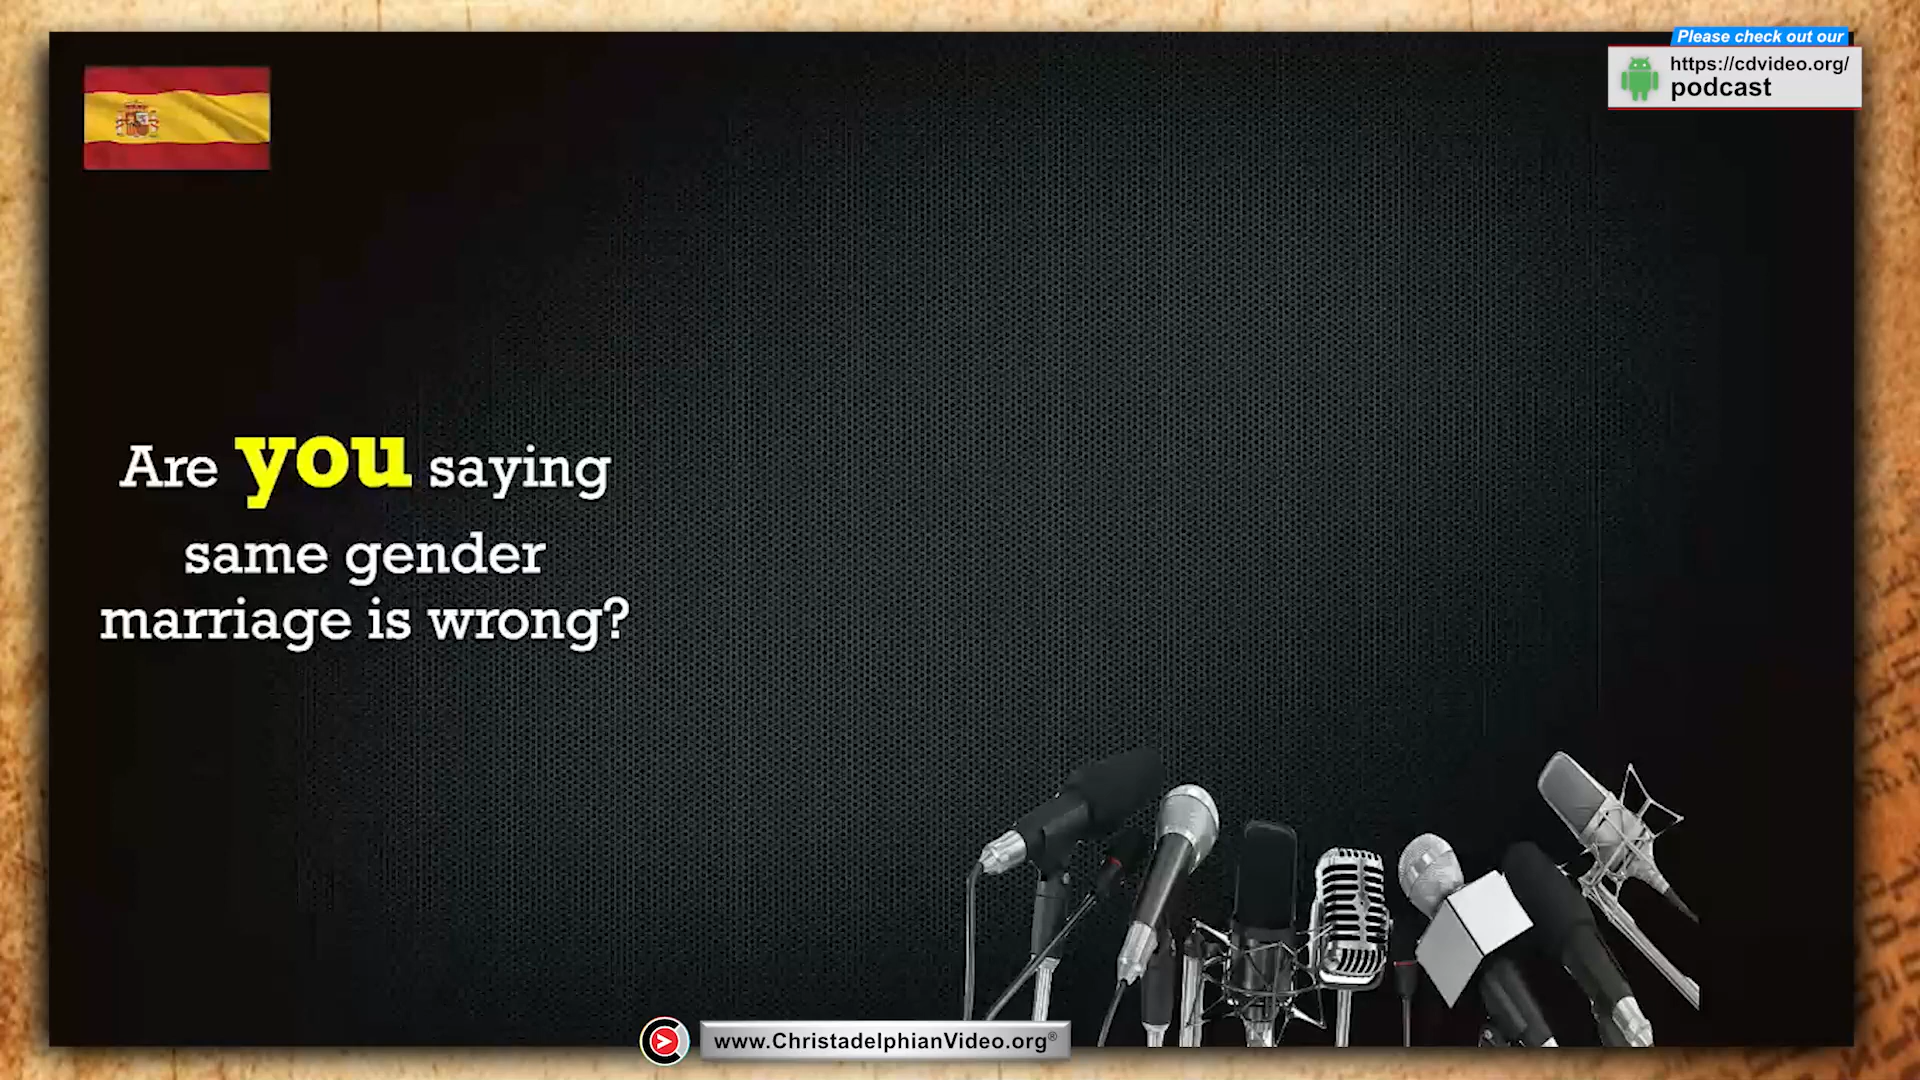 Please check out our
https://cdvideo.org/
podcast
Are you saying
same gender
marriage is wrong?
www.ChristadelphianVideo.org®